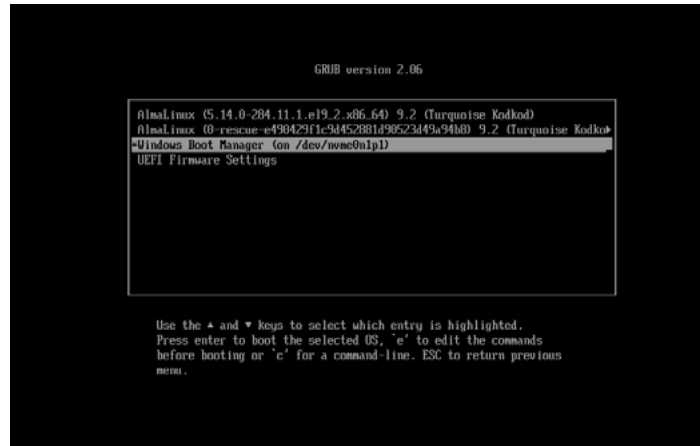 GRUB version 2.06
AlmaLinux (5.14.0-284.11.1.el9_2.x86_64) 9.2 (Turquoise Kodkod)
AlmaLinux (0-rescue-e490429f1c9d452881d90523d49a94b8) 9.2 (Turquoise Kodko▸
*Windows Boot Manager (on /dev/nvme0n1p1)
UEFI Firmware Settings
Use the ▲ and ▼ keys to select which entry is highlighted.
Press enter to boot the selected OS, `e' to edit the commands
before booting or `c' for a command-line. ESC to return previous
menu.